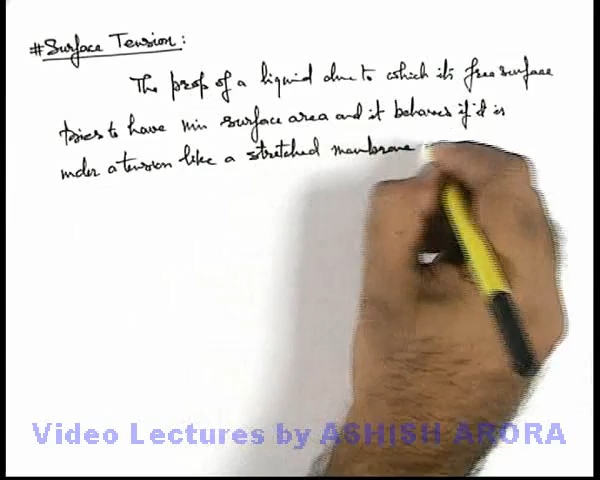 # Surface Tension :
The prop of a liquid due to which its free surface
tries to have min surface area and it behaves if it is
under a tension like a stretched membrane
Video Lectures by ASHISH ARORA